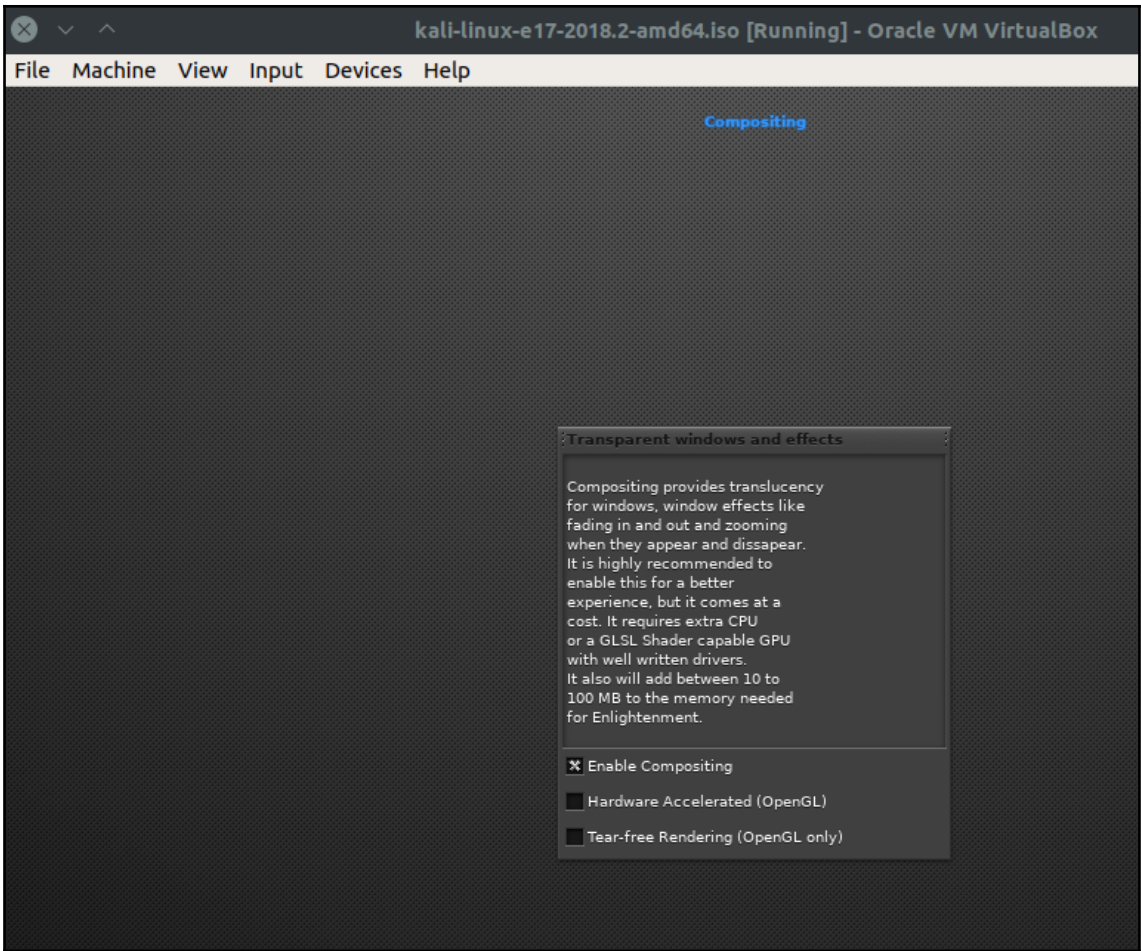 kali-linux-e17-2018.2-amd64.iso [Running] - Oracle VM VirtualBox
File Machine View Input Devices Help
Compositing
Transparent windows and effects
Compositing provides translucency
for windows, window effects like
fading in and out and zooming
when they appear and dissapear.
It is highly recommended to
enable this for a better
experience, but it comes at a
cost. It requires extra CPU
or a GLSL Shader capable GPU
with well written drivers.
It also will add between 10 to
100 MB to the memory needed
for Enlightenment.
Enable Compositing
Hardware Accelerated (OpenGL)
Tear-free Rendering (OpenGL only)